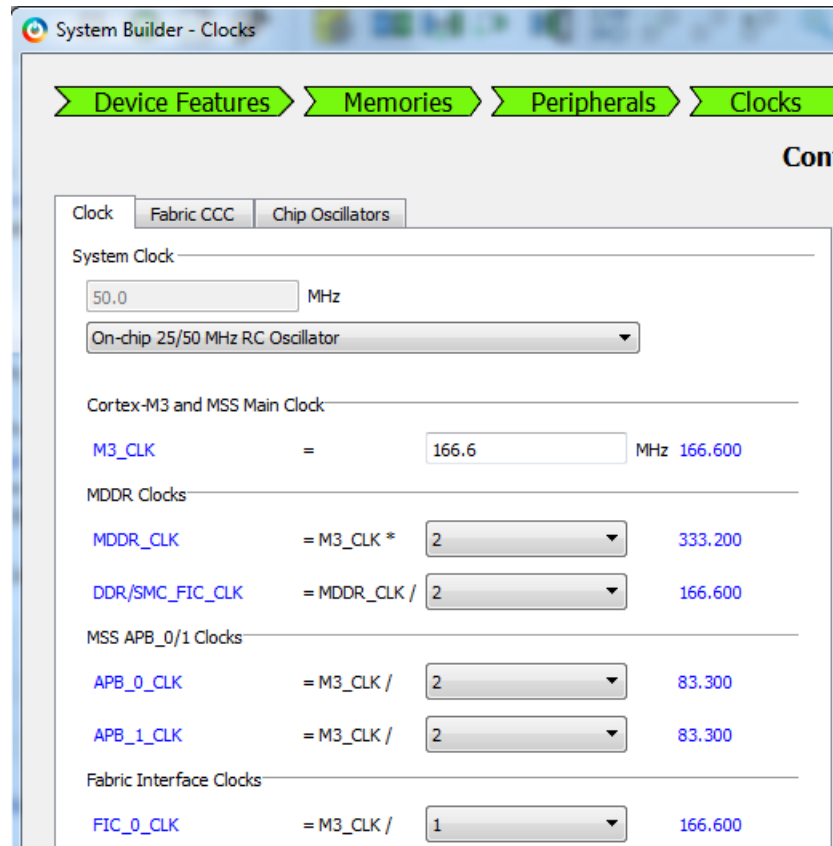 System Builder - Clocks
Device Features Memories Peripherals Clocks
Con
Clock Fabric CCC Chip Oscillators
System Clock
50.0 MHz
On-chip 25/50 MHz RC Oscillator
Cortex-M3 and MSS Main Clock
M3_CLK = 166.6 MHz 166.600
MDDR Clocks
MDDR_CLK = M3_CLK * 2 333.200
DDR/SMC_FIC_CLK = MDDR_CLK / 2 166.600
MSS APB_0/1 Clocks
APB_0_CLK = M3_CLK / 2 83.300
APB_1_CLK = M3_CLK / 2 83.300
Fabric Interface Clocks
FIC_0_CLK = M3_CLK / 1 166.600